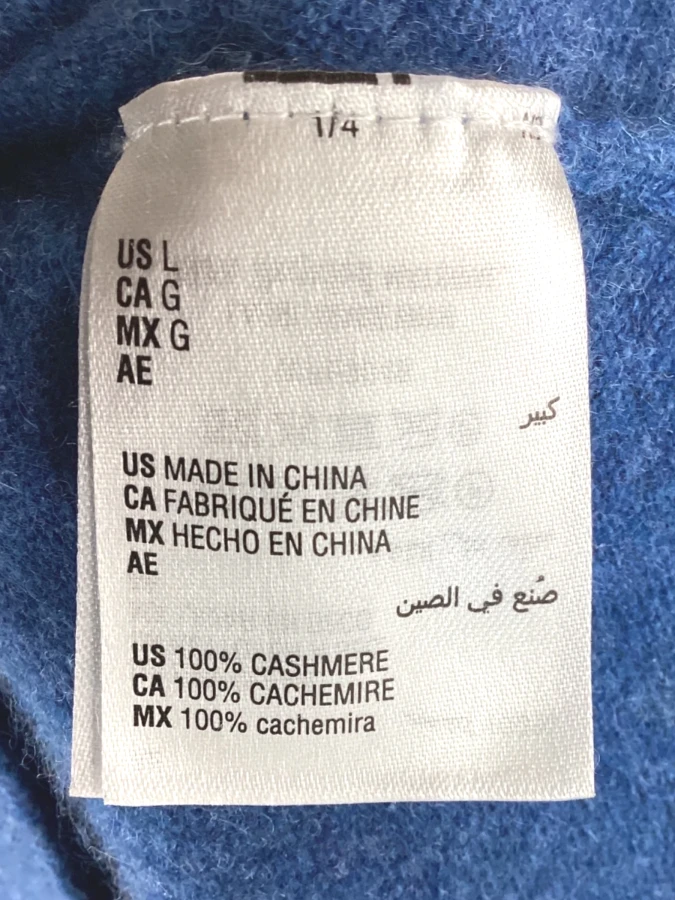 1/4
US L
CA G
MX G
AE
كبير
US MADE IN CHINA
CA FABRIQUÉ EN CHINE
MX HECHO EN CHINA
AE
صُنع في الصين
US 100% CASHMERE
CA 100% CACHEMIRE
MX 100% cachemira